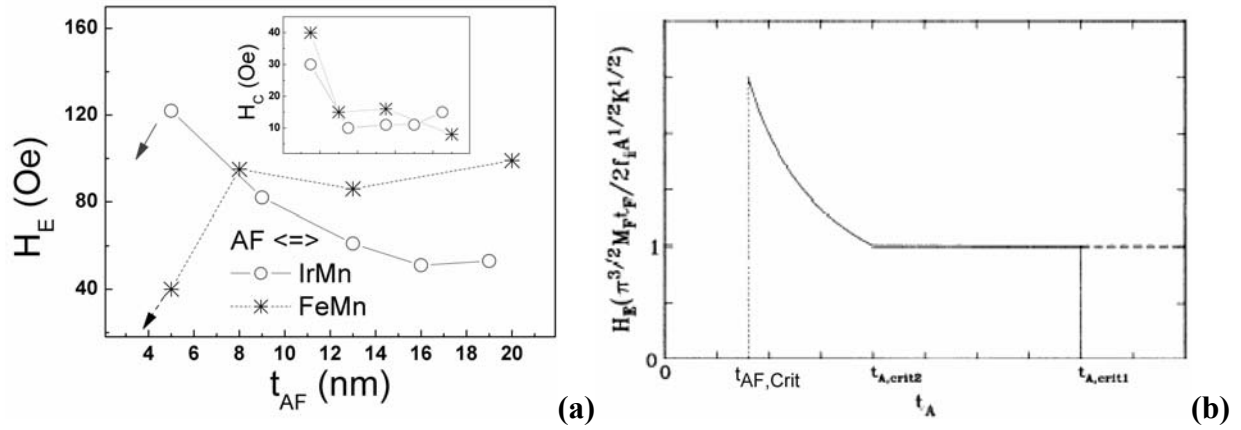 160
120
80
40
H_E (Oe)
4 6 8 10 12 14 16 18 20
t_AF (nm)
AF <=>
IrMn
FeMn
40
30
20
10
H_C (Oe)
(a)
H_E(π^3/2 M_F t_F/2f_i A^1/2 K^1/2)
1
0
0
t_AF,Crit
t_A,crit2
t_A,crit1
t_A
(b)